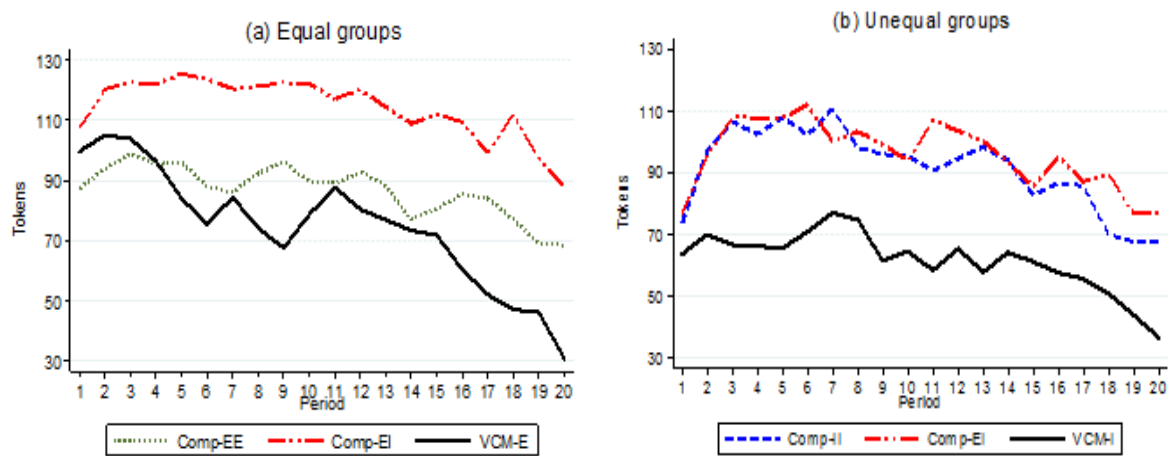 (a) Equal groups
Tokens
130
110
90
70
50
30
1 2 3 4 5 6 7 8 9 10 11 12 13 14 15 16 17 18 19 20
Period
Comp-EE Comp-EI VCM-E
(b) Unequal groups
Tokens
130
110
90
70
50
30
1 2 3 4 5 6 7 8 9 10 11 12 13 14 15 16 17 18 19 20
Period
Comp-II Comp-EI VCM-I